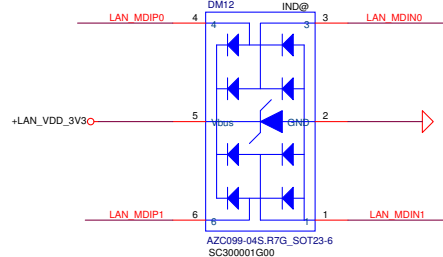 DM12 IND@
LAN_MDIP0 4 4 3 3 LAN_MDIN0
+LAN_VDD_3V3 5 Vbus GND 2
LAN_MDIP1 6 6 1 1 LAN_MDIN1
AZC099-04S.R7G_SOT23-6
SC300001G00